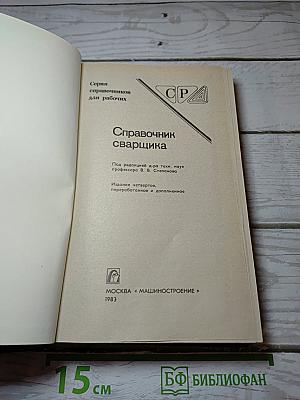 Серия
справочников
для рабочих
СР
Справочник
сварщика
Под редакцией д-ра техн. наук
профессора В. В. Степанова
Издание четвертое,
переработанное и дополненное
МОСКВА «МАШИНОСТРОЕНИЕ»
1983
15 см
БФ БИБЛИОФАН